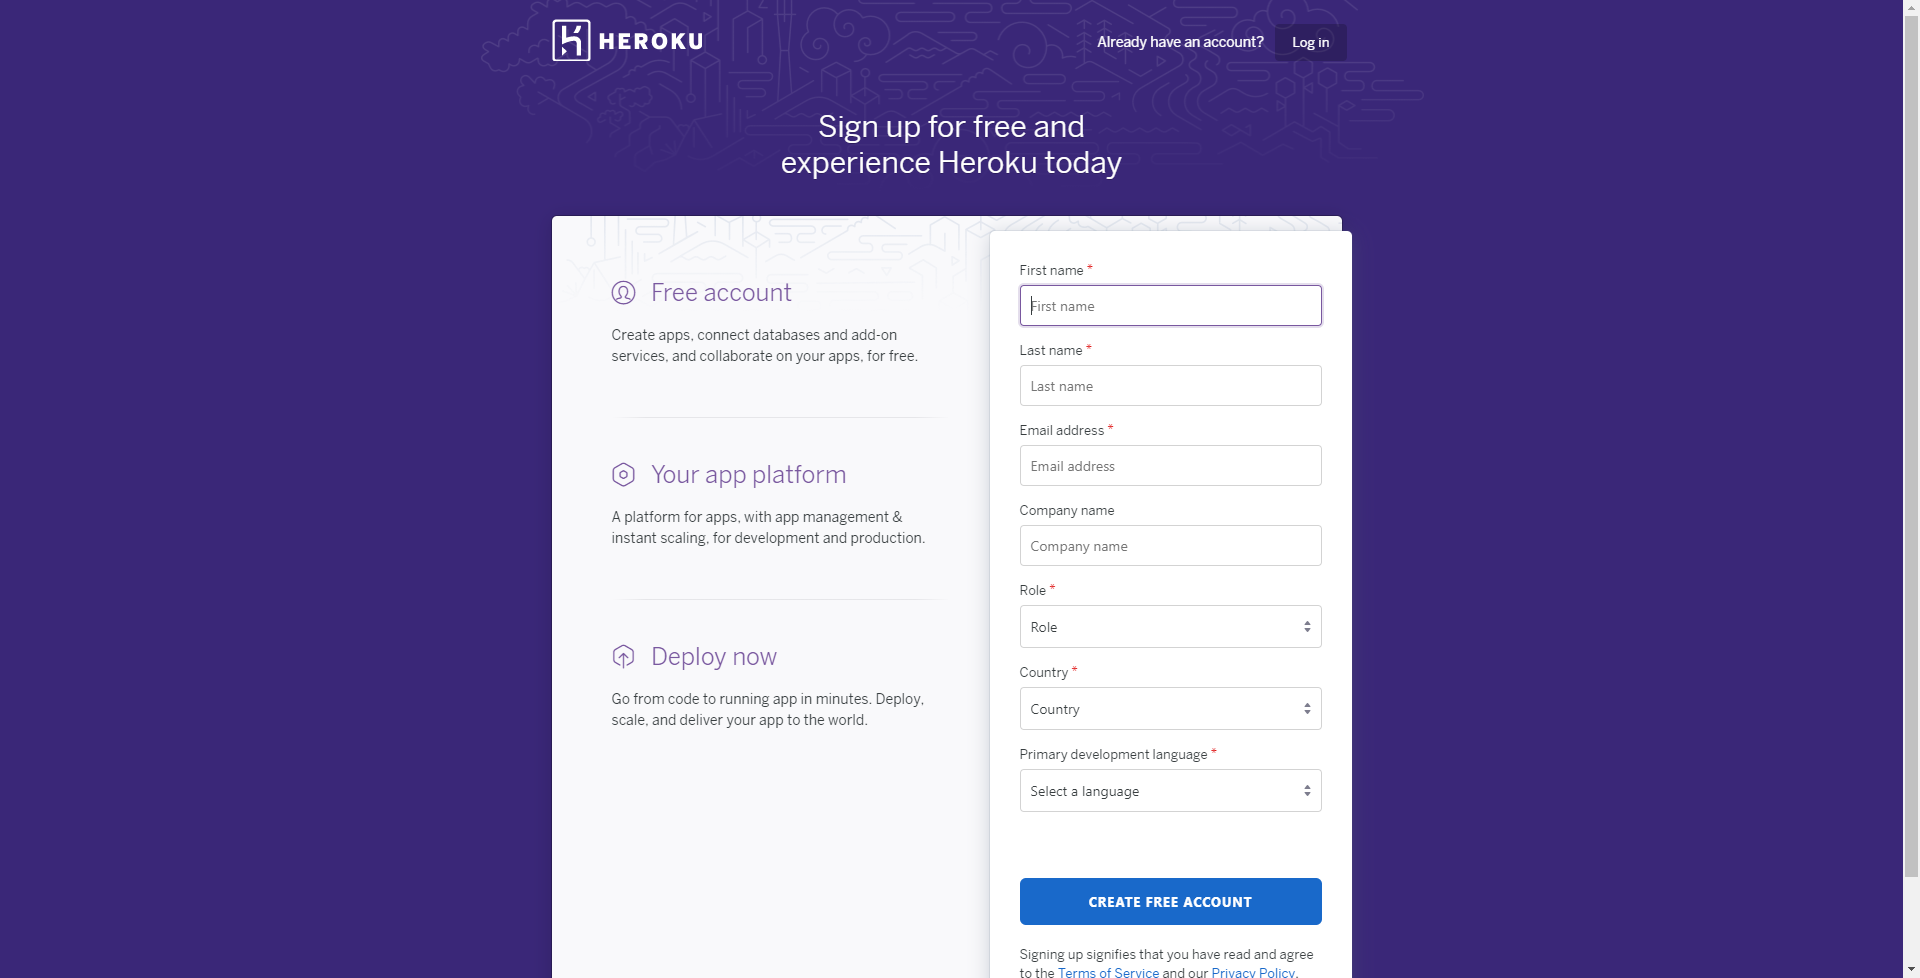 HEROKU
Already have an account?
Log in
Sign up for free and
experience Heroku today
Free account
Create apps, connect databases and add-on
services, and collaborate on your apps, for free.
Your app platform
A platform for apps, with app management &
instant scaling, for development and production.
Deploy now
Go from code to running app in minutes. Deploy,
scale, and deliver your app to the world.
First name *
First name
Last name *
Last name
Email address *
Email address
Company name
Company name
Role *
Role
Country *
Country
Primary development language *
Select a language
CREATE FREE ACCOUNT
Signing up signifies that you have read and agree
to the Terms of Service and our Privacy Policy.